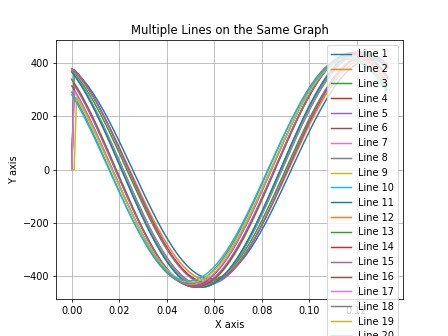 Multiple Lines on the Same Graph
Y axis
400
200
0
−200
−400
0.00
0.02
0.04
0.06
0.08
0.10
X axis
Line 1
Line 2
Line 3
Line 4
Line 5
Line 6
Line 7
Line 8
Line 9
Line 10
Line 11
Line 12
Line 13
Line 14
Line 15
Line 16
Line 17
Line 18
Line 19
Line 20